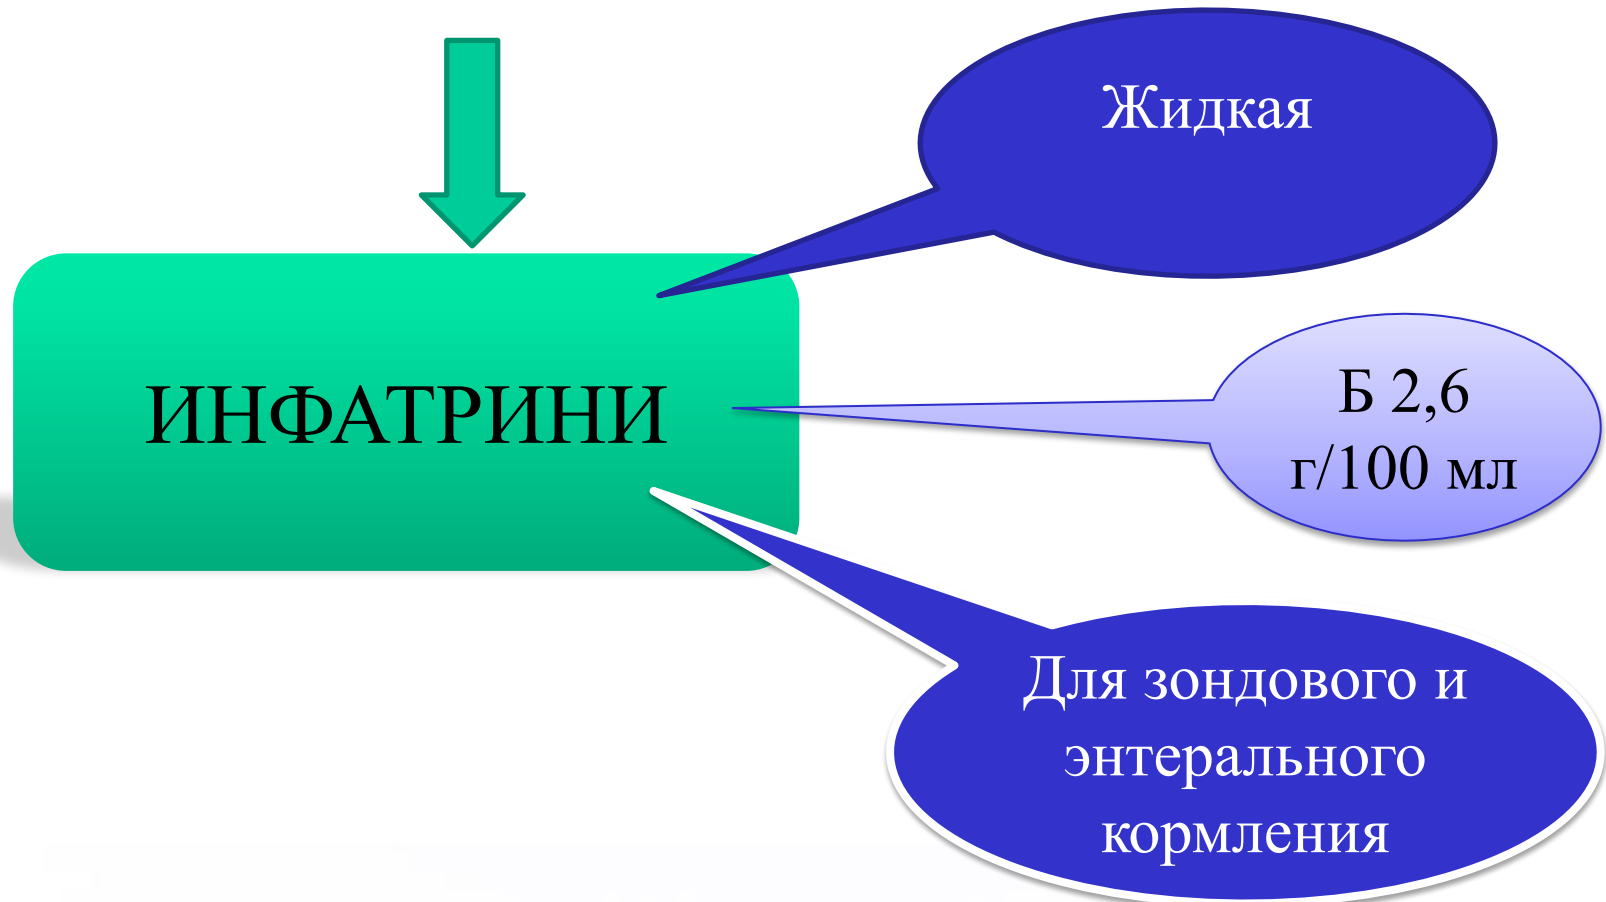 Жидкая
ИНФАТРИНИ
Б 2,6
г/100 мл
Для зондового и
энтерального
кормления